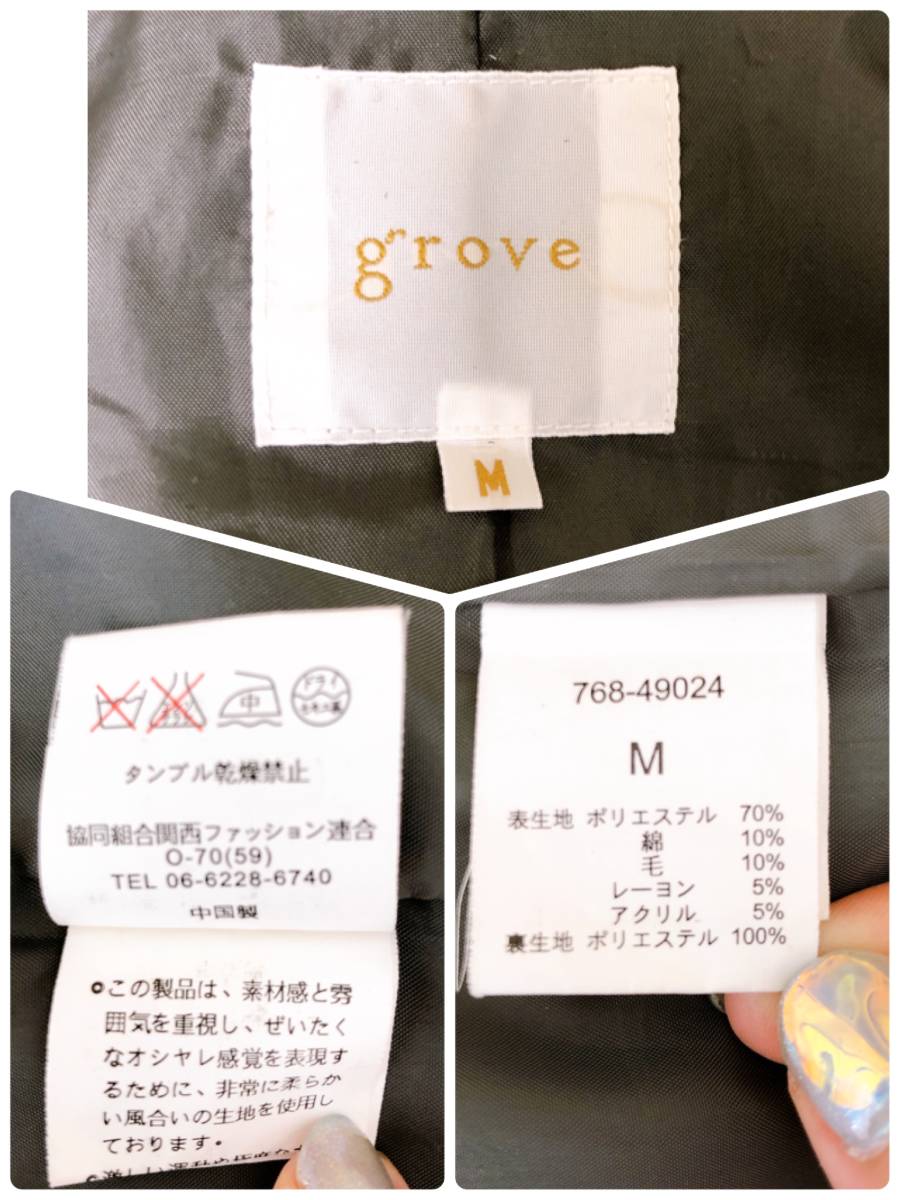 grove
M
中
ドライ
タンブル乾燥禁止
協同組合関西ファッション連合
O-70(59)
TEL 06-6228-6740
中国製
この製品は、素材感と雰
囲気を重視し、ぜいたく
なオシャレ感覚を表現す
るために、非常に柔らか
い風合いの生地を使用し
ております。
768-49024
M
表生地 ポリエステル 70%
綿 10%
毛 10%
レーヨン 5%
アクリル 5%
裏生地 ポリエステル 100%